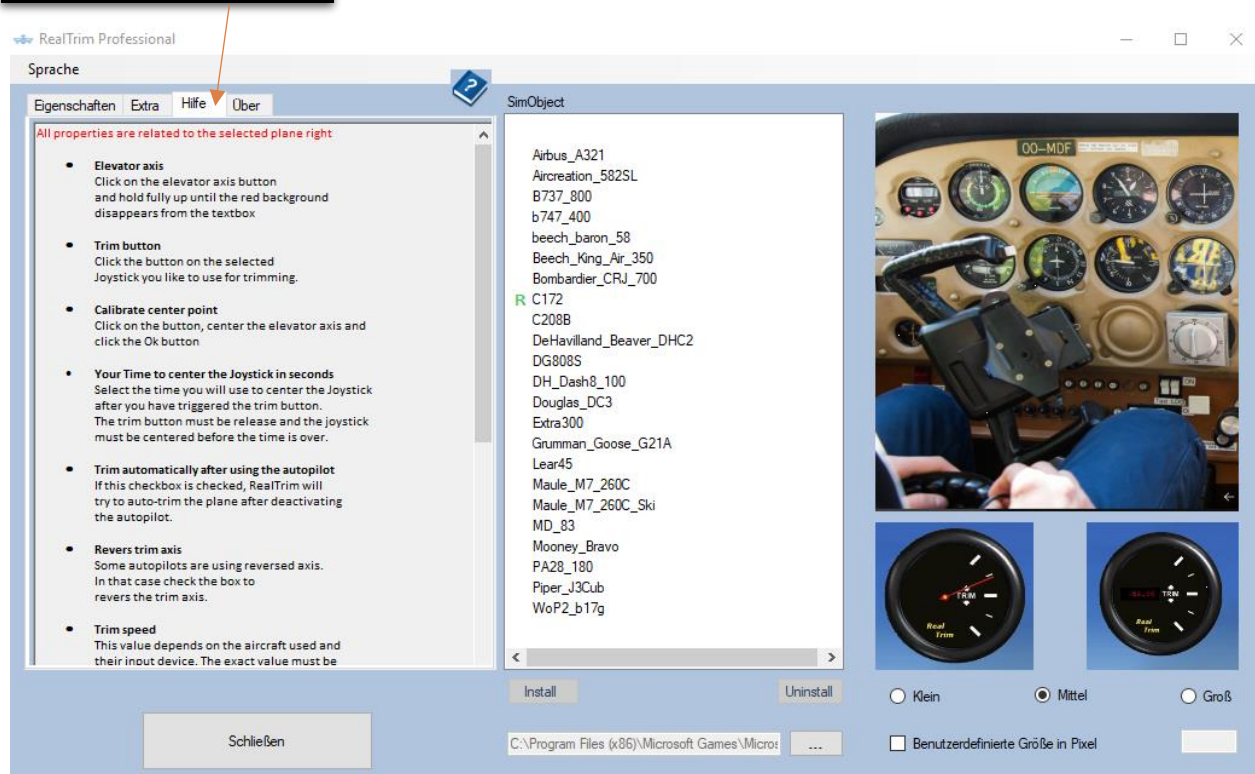 RealTrim Professional
Sprache
Eigenschaften Extra Hilfe Über
All properties are related to the selected plane right
• Elevator axis
Click on the elevator axis button
and hold fully up until the red background
disappears from the textbox
• Trim button
Click the button on the selected
Joystick you like to use for trimming.
• Calibrate center point
Click on the button, center the elevator axis and
click the Ok button
• Your Time to center the Joystick in seconds
Select the time you will use to center the Joystick
after you have triggered the trim button.
The trim button must be release and the joystick
must be centered before the time is over.
• Trim automatically after using the autopilot
If this checkbox is checked, RealTrim will
try to auto-trim the plane after deactivating
the autopilot.
• Revers trim axis
Some autopilots are using reversed axis.
In that case check the box to
revers the trim axis.
• Trim speed
This value depends on the aircraft used and
their input device. The exact value must be
Schließen
?
SimObject
Airbus_A321
Aircreation_582SL
B737_800
b747_400
beech_baron_58
Beech_King_Air_350
Bombardier_CRJ_700
R C172
C208B
DeHavilland_Beaver_DHC2
DG808S
DH_Dash8_100
Douglas_DC3
Extra300
Grumman_Goose_G21A
Lear45
Maule_M7_260C
Maule_M7_260C_Ski
MD_83
Mooney_Bravo
PA28_180
Piper_J3Cub
WoP2_b17g
Install Uninstall
C:\Program Files (x86)\Microsoft Games\Micros ...
OO-MDF
TRIM
Real
Trim
TRIM
Real
Trim
Klein Mittel Groß
Benutzerdefinierte Größe in Pixel